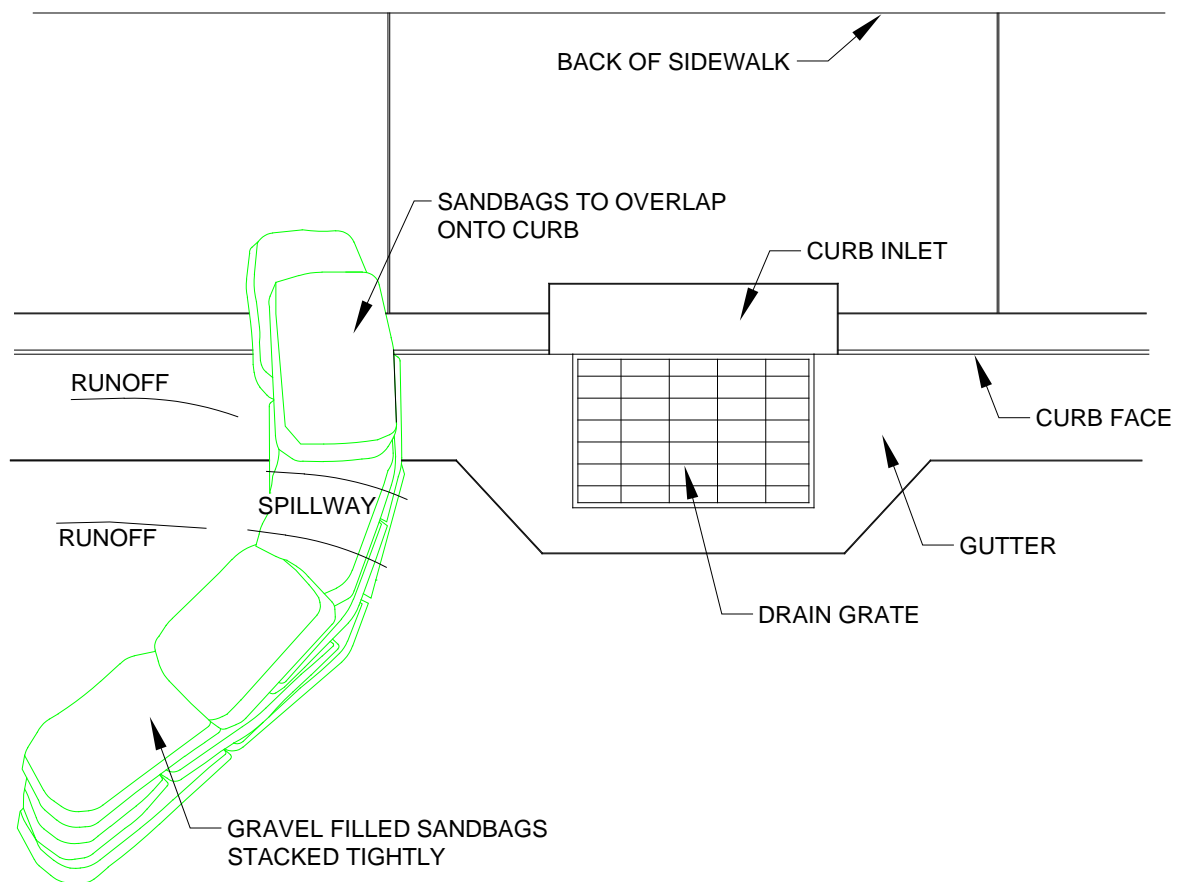 BACK OF SIDEWALK
SANDBAGS TO OVERLAP
ONTO CURB
CURB INLET
RUNOFF
CURB FACE
SPILLWAY
RUNOFF
GUTTER
DRAIN GRATE
GRAVEL FILLED SANDBAGS
STACKED TIGHTLY